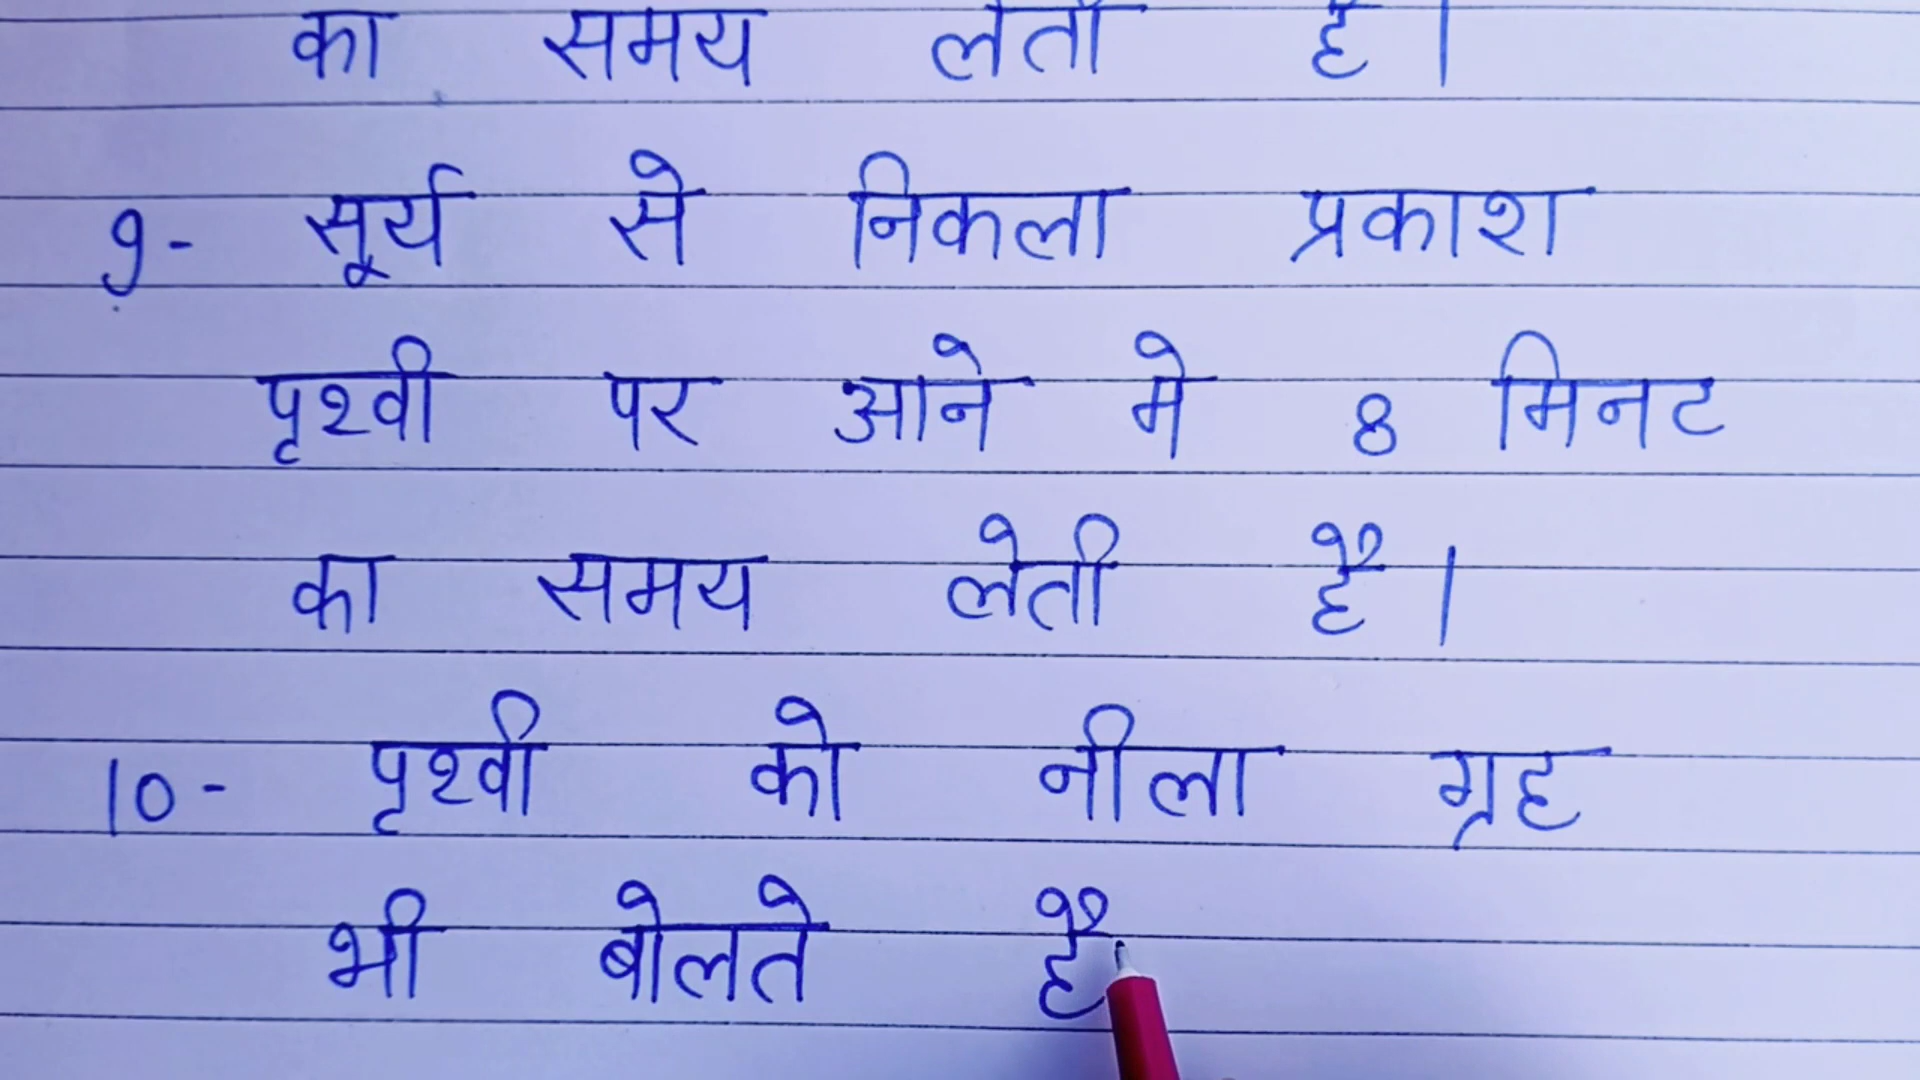 का समय लेती है।
9- सूर्य से निकला प्रकाश
पृथ्वी पर आने मे 8 मिनट
का समय लेती है।
10- पृथ्वी को नीला ग्रह
भी बोलते है